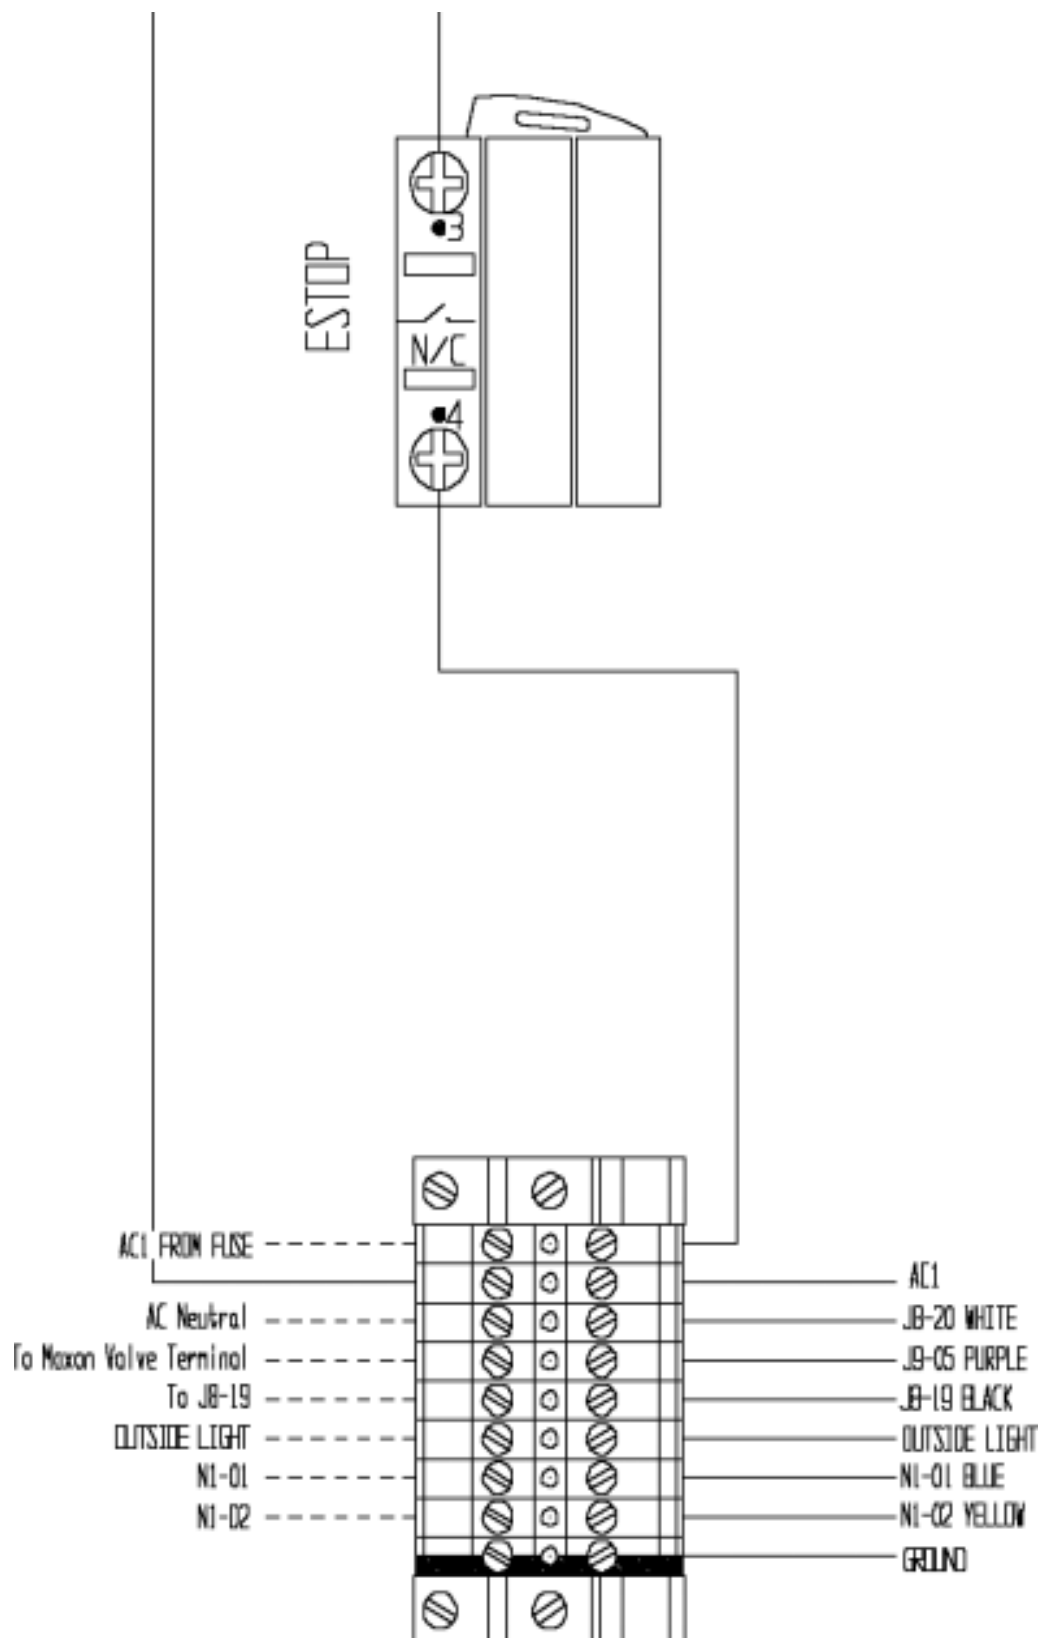 3
ESTOP
N/C
4
AC1 FROM FUSE
AC1
AC Neutral
J8-20 WHITE
To Maxon Valve Terminal
J9-05 PURPLE
To J8-19
J8-19 BLACK
OUTSIDE LIGHT
OUTSIDE LIGHT
N1-01
N1-01 BLUE
N1-02
N1-02 YELLOW
GROUND